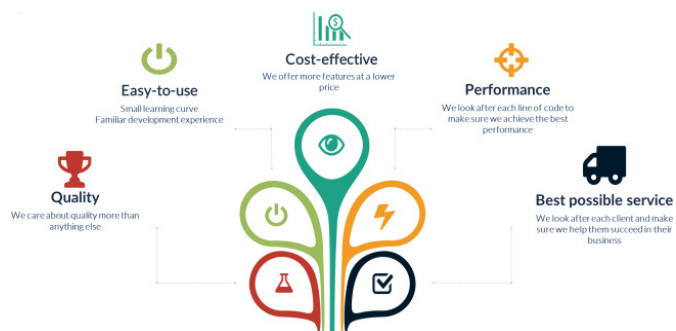 Cost-effective
We offer more features at a lower
price
Easy-to-use
Small learning curve
Familiar development experience
Performance
We look after each line of code to
make sure we achieve the best
performance
Quality
We care about quality more than
anything else
Best possible service
We look after each client and make
sure we help them succeed in their
business